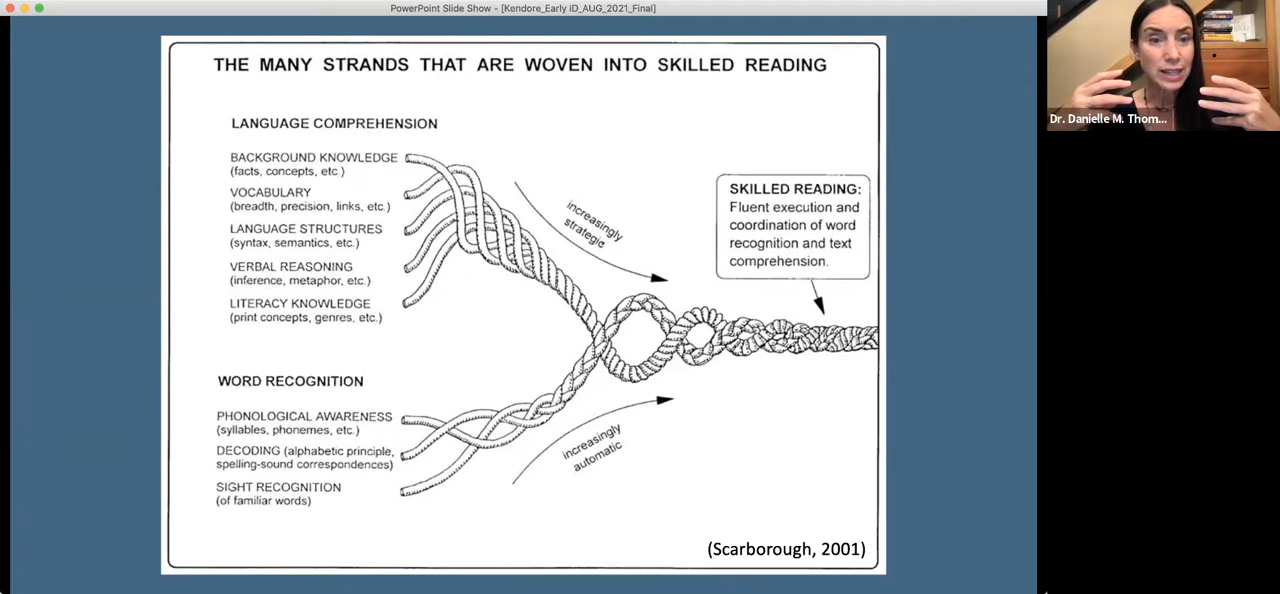 PowerPoint Slide Show - [Kendore_Early iD_AUG_2021_Final]
THE MANY STRANDS THAT ARE WOVEN INTO SKILLED READING
LANGUAGE COMPREHENSION
BACKGROUND KNOWLEDGE
(facts, concepts, etc.)
VOCABULARY
(breadth, precision, links, etc.)
LANGUAGE STRUCTURES
(syntax, semantics, etc.)
VERBAL REASONING
(inference, metaphor, etc.)
LITERACY KNOWLEDGE
(print concepts, genres, etc.)
increasingly
strategic
SKILLED READING:
Fluent execution and
coordination of word
recognition and text
comprehension.
WORD RECOGNITION
PHONOLOGICAL AWARENESS
(syllables, phonemes, etc.)
DECODING (alphabetic principle,
spelling-sound correspondences)
SIGHT RECOGNITION
(of familiar words)
increasingly
automatic
(Scarborough, 2001)
Dr. Danielle M. Thom...